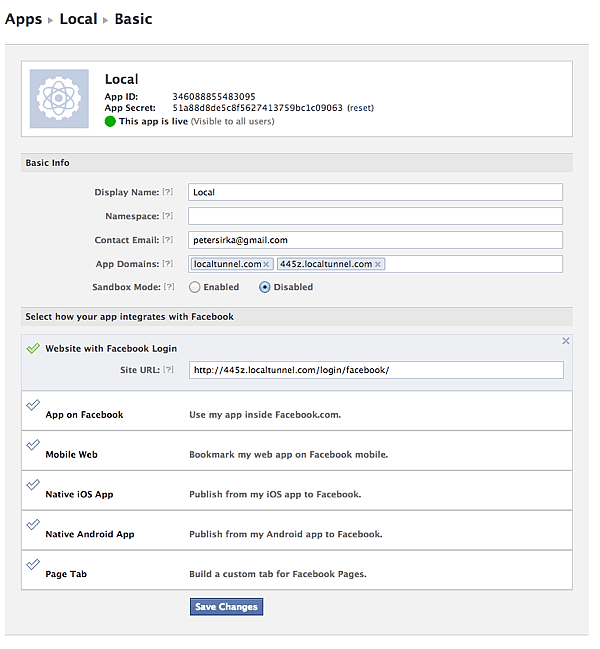 Apps ▸ Local ▸ Basic
Local
App ID: 346088855483095
App Secret: 51a88d8de5c8f5627413759bc1c09063 (reset)
This app is live (Visible to all users)
Basic Info
Display Name: [?] Local
Namespace: [?]
Contact Email: [?] petersirka@gmail.com
App Domains: [?] localtunnel.com × 445z.localtunnel.com ×
Sandbox Mode: [?] Enabled Disabled
Select how your app integrates with Facebook
Website with Facebook Login
Site URL: [?] http://445z.localtunnel.com/login/facebook/
App on Facebook Use my app inside Facebook.com.
Mobile Web Bookmark my web app on Facebook mobile.
Native iOS App Publish from my iOS app to Facebook.
Native Android App Publish from my Android app to Facebook.
Page Tab Build a custom tab for Facebook Pages.
Save Changes